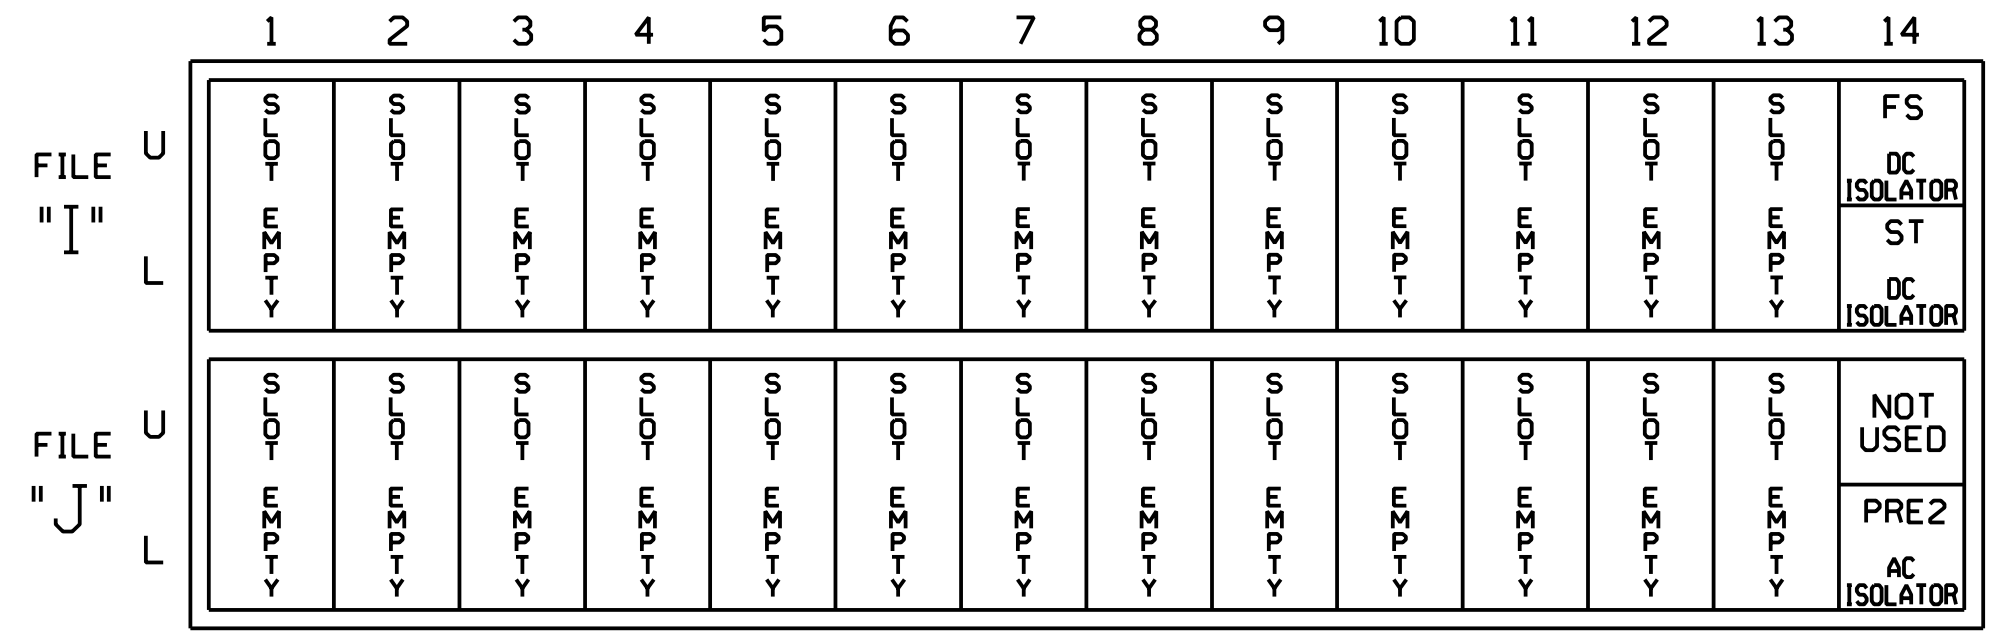 1 2 3 4 5 6 7 8 9 10 11 12 13 14
FILE "I"
U
L
SLOT EMPTY SLOT EMPTY SLOT EMPTY SLOT EMPTY SLOT EMPTY SLOT EMPTY SLOT EMPTY SLOT EMPTY SLOT EMPTY SLOT EMPTY SLOT EMPTY SLOT EMPTY SLOT EMPTY
FS
DC
ISOLATOR
ST
DC
ISOLATOR
FILE "J"
U
L
SLOT EMPTY SLOT EMPTY SLOT EMPTY SLOT EMPTY SLOT EMPTY SLOT EMPTY SLOT EMPTY SLOT EMPTY SLOT EMPTY SLOT EMPTY SLOT EMPTY SLOT EMPTY SLOT EMPTY
NOT
USED
PRE2
AC
ISOLATOR